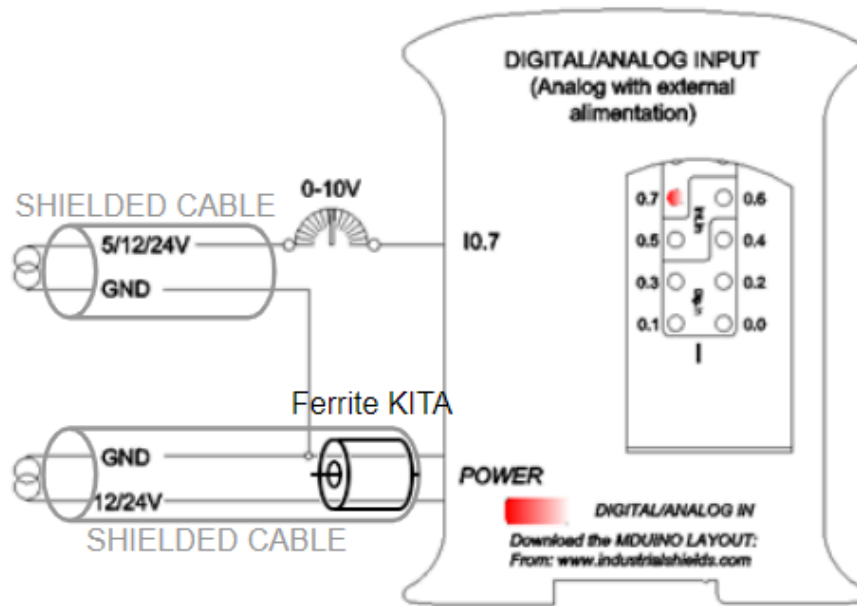 DIGITAL/ANALOG INPUT
(Analog with external
alimentation)
0-10V
SHIELDED CABLE
5/12/24V
I0.7
GND
0.7
0.6
0.5
0.4
0.3
0.2
0.1
0.0
I
Ferrite KITA
GND
POWER
12/24V
SHIELDED CABLE
DIGITAL/ANALOG IN
Download the MDUINO LAYOUT:
From: www.industrialshields.com